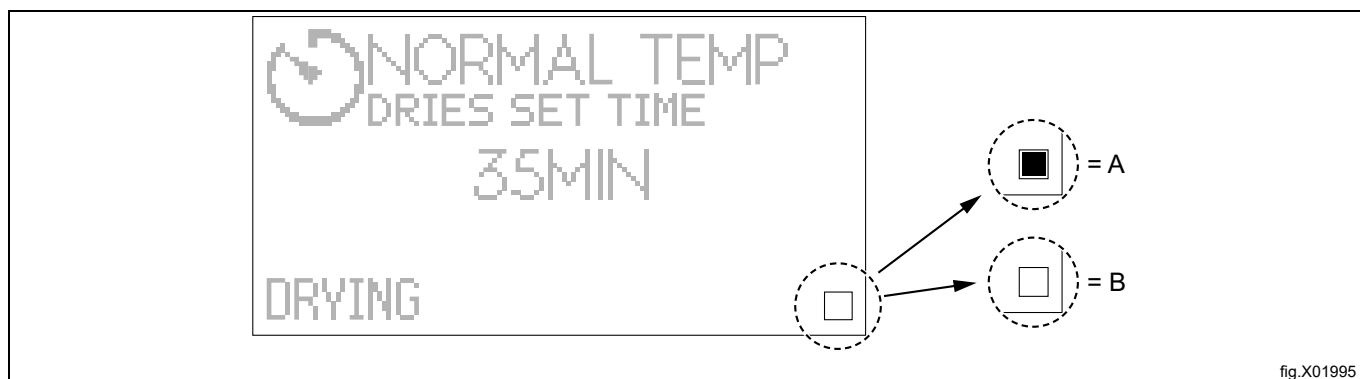 NORMAL TEMP
DRIES SET TIME
35MIN
DRYING
= A
= B
fig.X01995